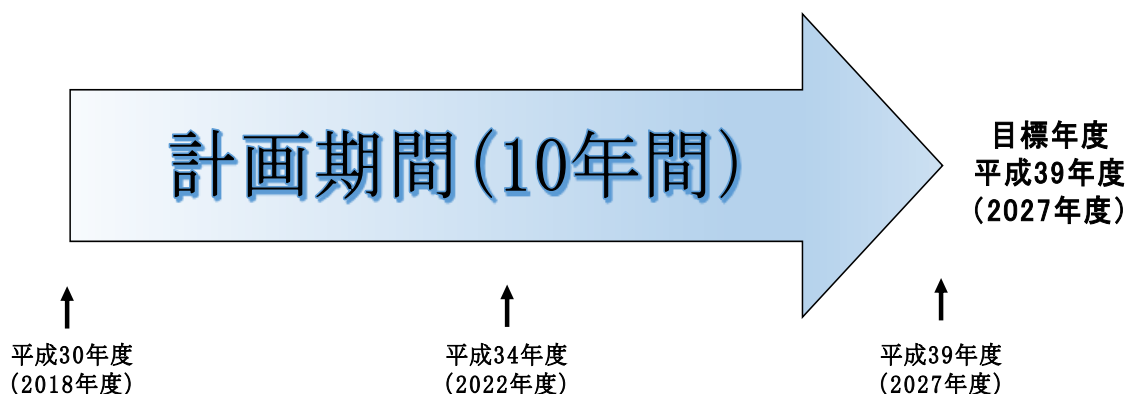 計画期間(10年間)
目標年度
平成39年度
(2027年度)
平成30年度
(2018年度)
平成34年度
(2022年度)
平成39年度
(2027年度)